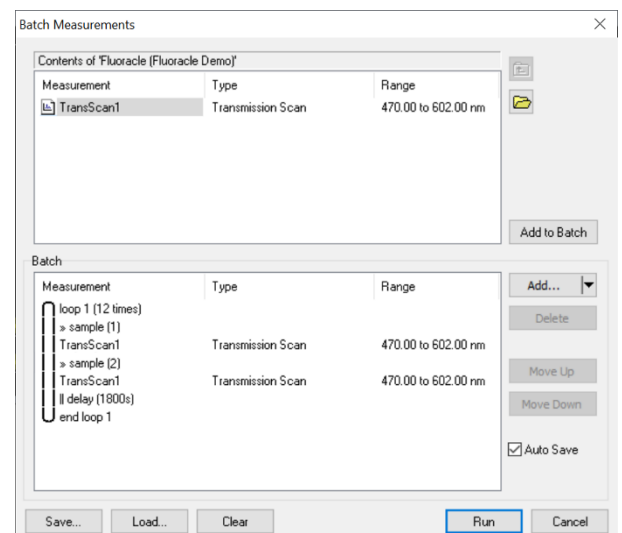 Batch Measurements
Contents of 'Fluoracle (Fluoracle Demo)'
Measurement Type Range
TransScan1 Transmission Scan 470.00 to 602.00 nm
Add to Batch
Batch
Measurement Type Range
loop 1 (12 times)
» sample (1)
TransScan1 Transmission Scan 470.00 to 602.00 nm
» sample (2)
TransScan1 Transmission Scan 470.00 to 602.00 nm
|| delay (1800s)
end loop 1
Add...
Delete
Move Up
Move Down
Auto Save
Save... Load... Clear Run Cancel